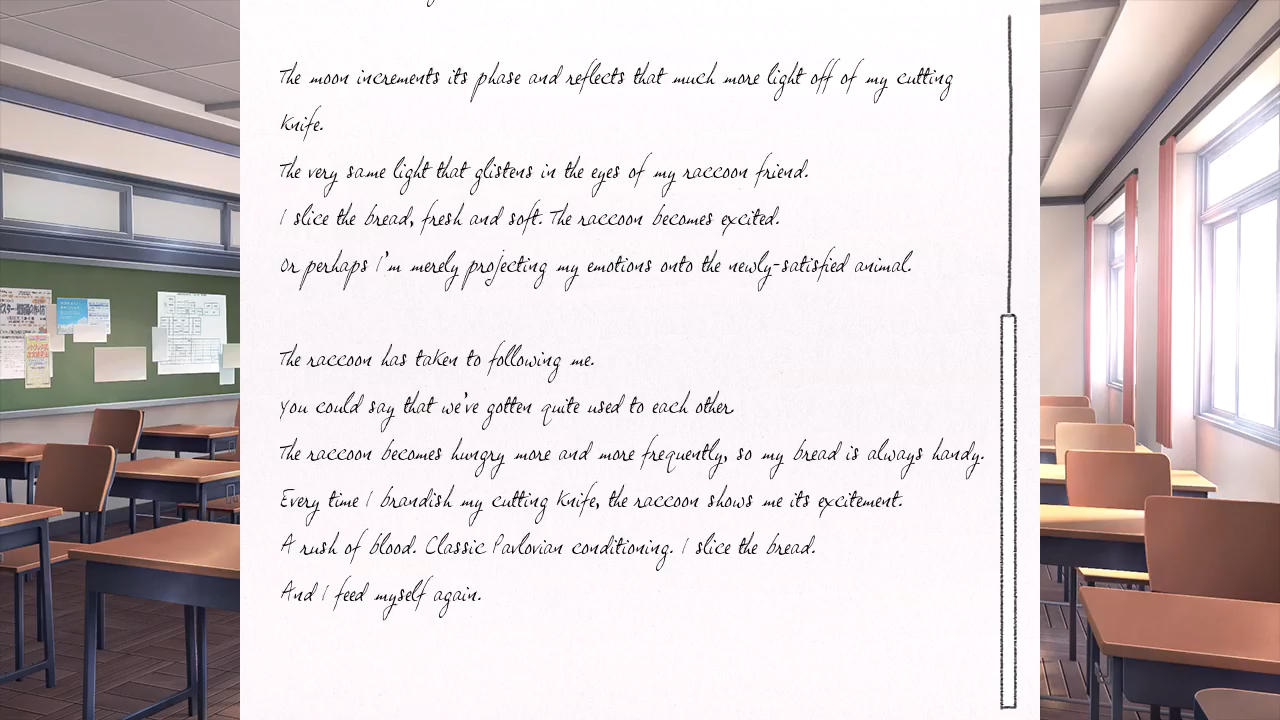 The moon increments its phase and reflects that much more light off of my cutting
knife.
The very same light that glistens in the eyes of my raccoon friend.
I slice the bread, fresh and soft. The raccoon becomes excited.
Or perhaps I'm merely projecting my emotions onto the newly-satisfied animal.
The raccoon has taken to following me.
You could say that we've gotten quite used to each other.
The raccoon becomes hungry more and more frequently, so my bread is always handy.
Every time I brandish my cutting knife, the raccoon shows me its excitement.
A rush of blood. Classic Pavlovian conditioning. I slice the bread.
And I feed myself again.